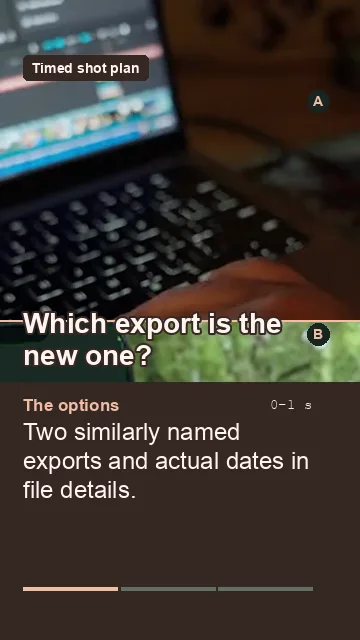 Timed shot plan
A
Which export is the
new one?
B
The options
0–1 s
Two similarly named
exports and actual dates in
file details.